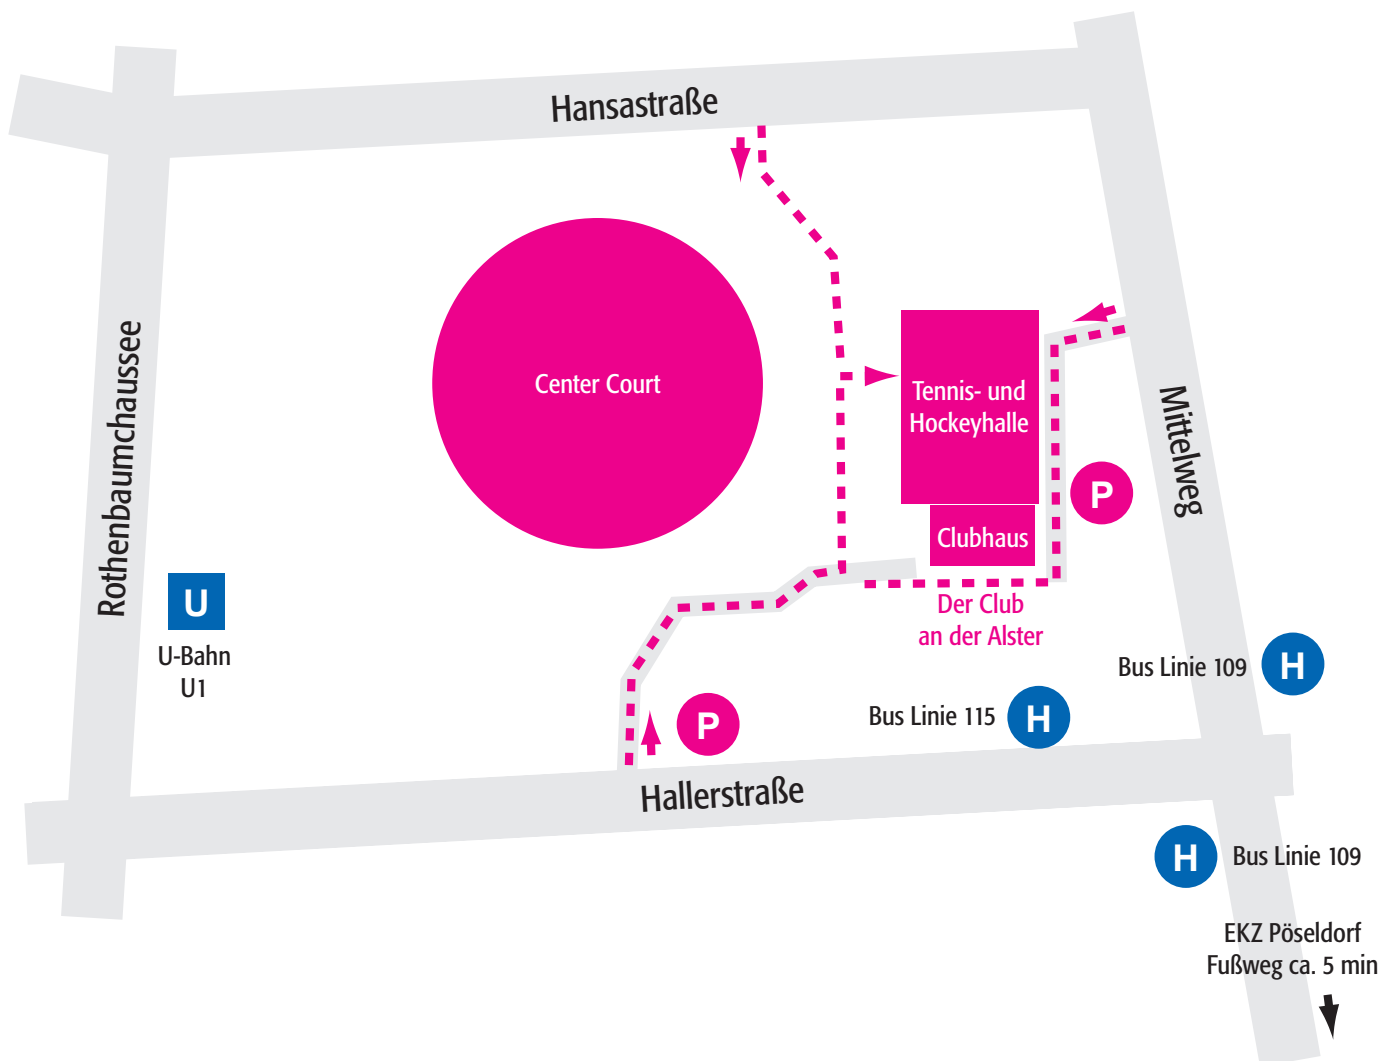 Hansastraße
Rothenbaumchaussee
Center Court
Tennis- und
Hockeyhalle
Mittelweg
P
Clubhaus
U
U-Bahn
U1
Der Club
an der Alster
Bus Linie 109
H
Bus Linie 115
H
P
Hallerstraße
H
Bus Linie 109
EKZ Pöseldorf
Fußweg ca. 5 min